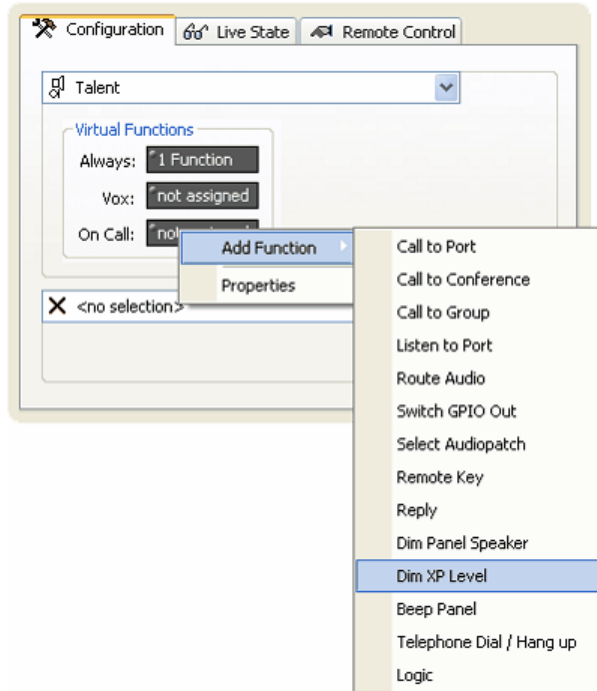 Configuration Live State Remote Control
Talent
Virtual Functions
Always: 1 Function
Vox: not assigned
On Call:
Add Function
Properties
<no selection>
Call to Port
Call to Conference
Call to Group
Listen to Port
Route Audio
Switch GPIO Out
Select Audiopatch
Remote Key
Reply
Dim Panel Speaker
Dim XP Level
Beep Panel
Telephone Dial / Hang up
Logic